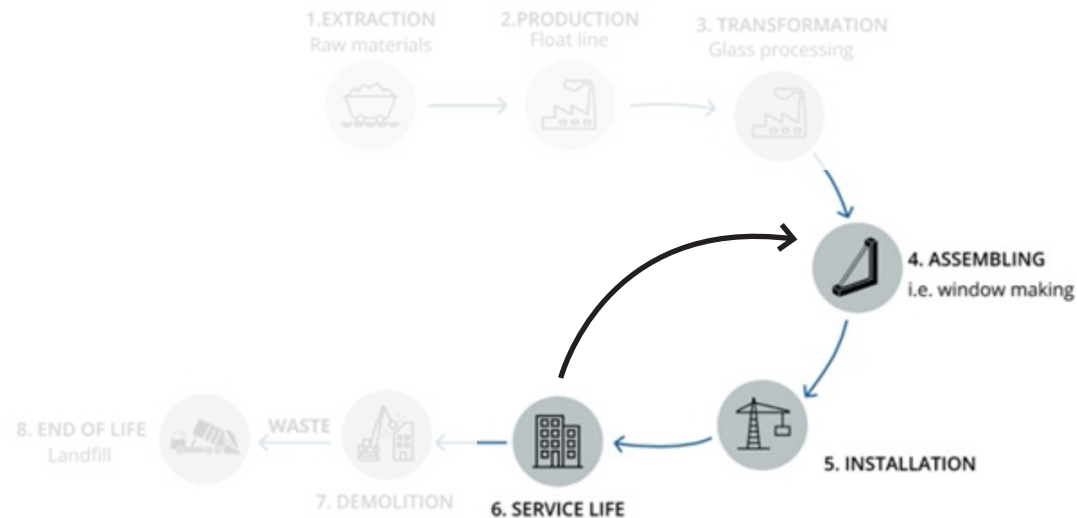 1.EXTRACTION
Raw materials
2.PRODUCTION
Float line
3. TRANSFORMATION
Glass processing
4. ASSEMBLING
i.e. window making
5. INSTALLATION
6. SERVICE LIFE
7. DEMOLITION
WASTE
8. END OF LIFE
Landfill